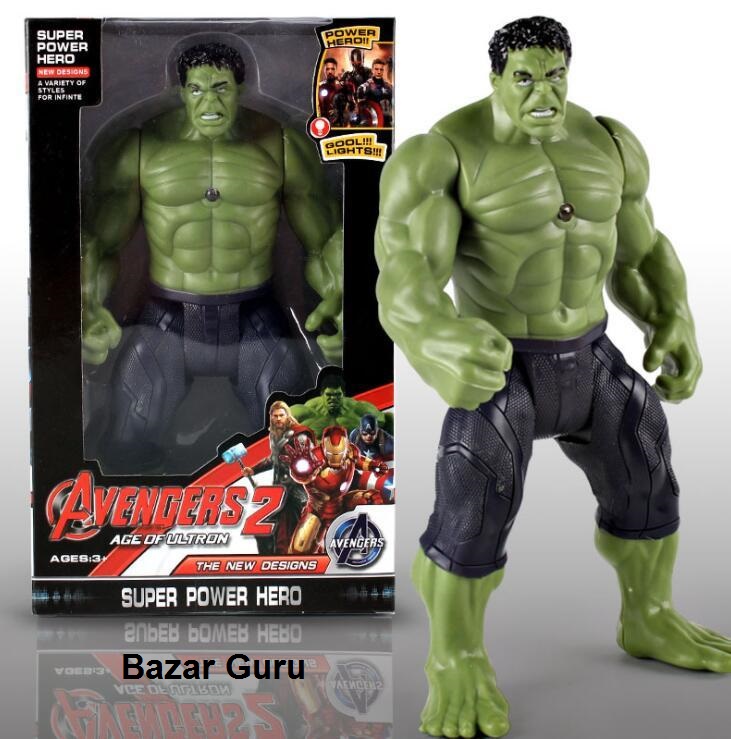 SUPER
POWER
HERO
NEW DESIGNS
A VARIETY OF
STYLES
FOR INFINTE
POWER
HERO!!
GOOL!!!
LIGHTS!!!
AVENGERS 2
AGE OF ULTRON
AVENGERS
AGES:3+
THE NEW DESIGNS
SUPER POWER HERO
Bazar Guru